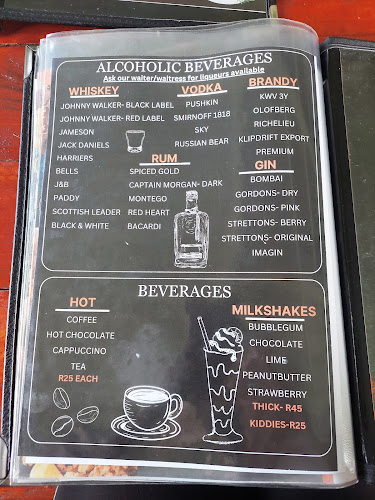 ALCOHOLIC BEVERAGES
Ask our waiter/waitress for liqueurs available
WHISKEY
JOHNNY WALKER- BLACK LABEL
JOHNNY WALKER- RED LABEL
JAMESON
JACK DANIELS
HARRIERS
BELLS
J&B
PADDY
SCOTTISH LEADER
BLACK & WHITE
VODKA
PUSHKIN
SMIRNOFF 1818
SKY
RUSSIAN BEAR
RUM
SPICED GOLD
CAPTAIN MORGAN- DARK
MONTEGO
RED HEART
BACARDI
BRANDY
KWV 3Y
OLOFBERG
RICHELIEU
KLIPDRIFT EXPORT
PREMIUM
GIN
BOMBAI
GORDONS- DRY
GORDONS- PINK
STRETTONS- BERRY
STRETTONS- ORIGINAL
IMAGIN
BEVERAGES
HOT
COFFEE
HOT CHOCOLATE
CAPPUCCINO
TEA
R25 EACH
MILKSHAKES
BUBBLEGUM
CHOCOLATE
LIME
PEANUTBUTTER
STRAWBERRY
THICK- R45
KIDDIES-R25